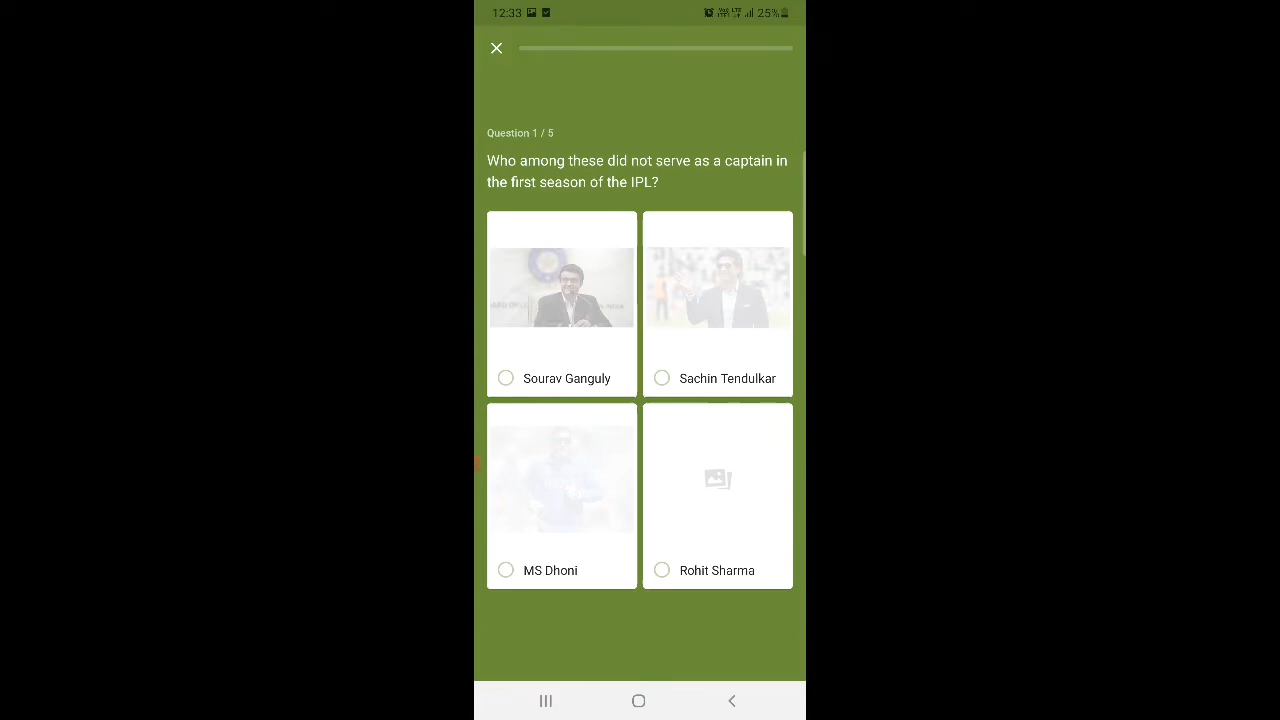 12:33
25%
Question 1 / 5
Who among these did not serve as a captain in
the first season of the IPL?
Sourav Ganguly
Sachin Tendulkar
MS Dhoni
Rohit Sharma